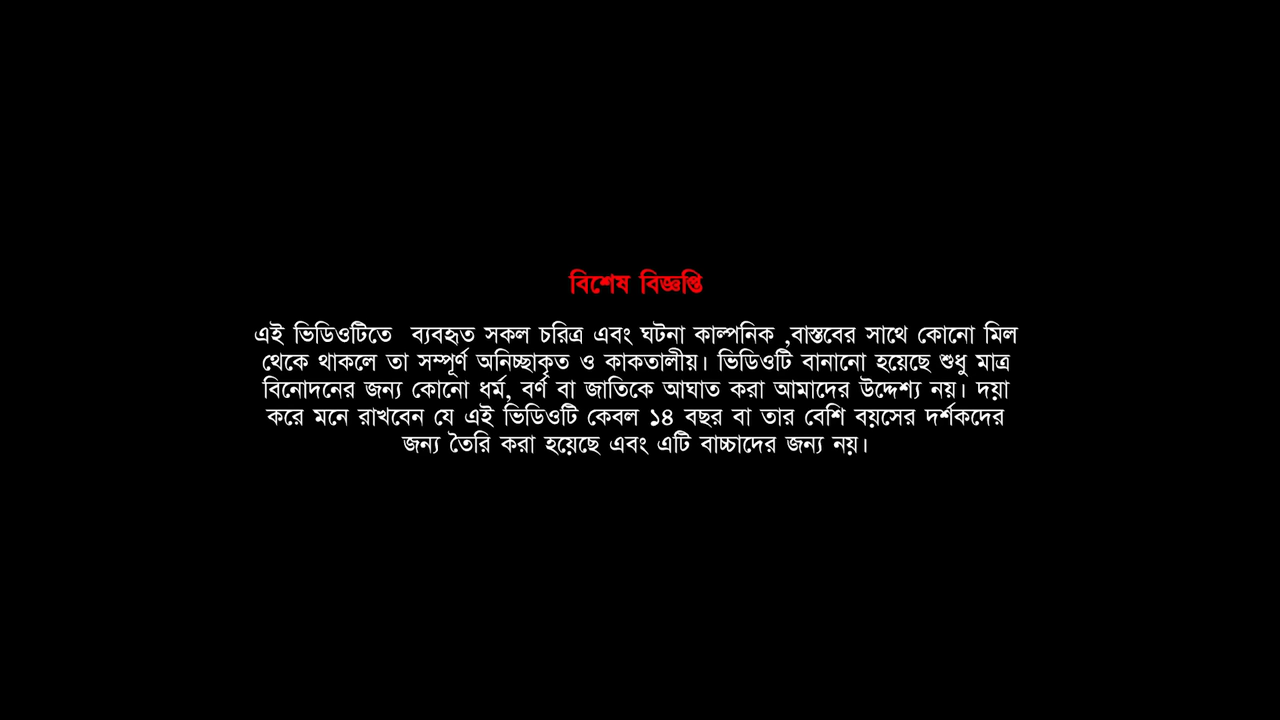 বিশেষ বিজ্ঞপ্তি
এই ভিডিওটিতে ব্যবহৃত সকল চরিত্র এবং ঘটনা কাল্পনিক ,বাস্তবের সাথে কোনো মিল
থেকে থাকলে তা সম্পূর্ণ অনিচ্ছাকৃত ও কাকতালীয়। ভিডিওটি বানানো হয়েছে শুধু মাত্র
বিনোদনের জন্য কোনো ধর্ম, বর্ণ বা জাতিকে আঘাত করা আমাদের উদ্দেশ্য নয়। দয়া
করে মনে রাখবেন যে এই ভিডিওটি কেবল ১৪ বছর বা তার বেশি বয়সের দর্শকদের
জন্য তৈরি করা হয়েছে এবং এটি বাচ্চাদের জন্য নয়।